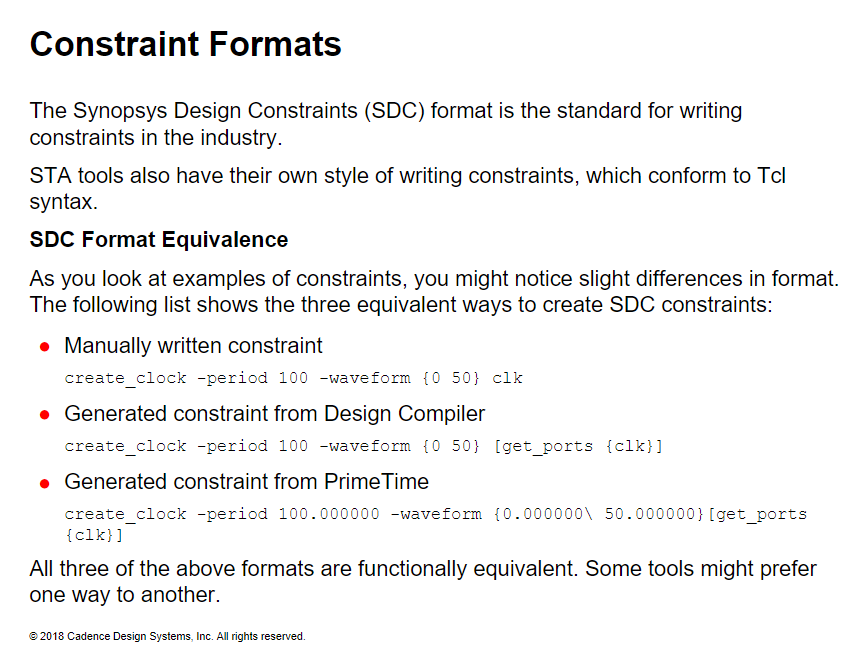 Constraint Formats
The Synopsys Design Constraints (SDC) format is the standard for writing
constraints in the industry.
STA tools also have their own style of writing constraints, which conform to Tcl
syntax.
SDC Format Equivalence
As you look at examples of constraints, you might notice slight differences in format.
The following list shows the three equivalent ways to create SDC constraints:
● Manually written constraint
create_clock -period 100 -waveform {0 50} clk
● Generated constraint from Design Compiler
create_clock -period 100 -waveform {0 50} [get_ports {clk}]
● Generated constraint from PrimeTime
create_clock -period 100.000000 -waveform {0.000000\ 50.000000}[get_ports
{clk}]
All three of the above formats are functionally equivalent. Some tools might prefer
one way to another.
© 2018 Cadence Design Systems, Inc. All rights reserved.